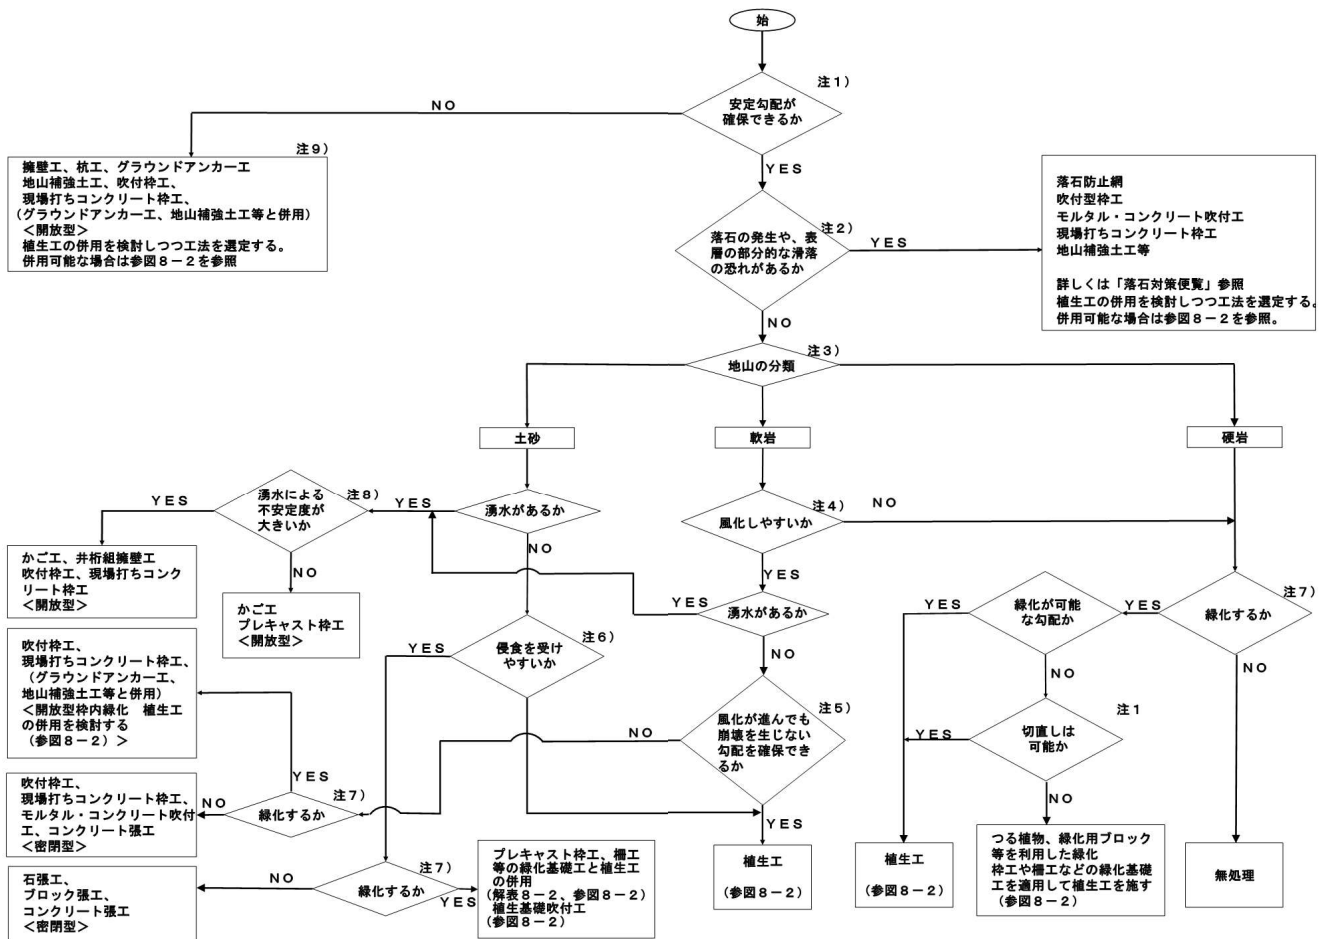 始
注１）
安定勾配が
確保できるか
ＮＯ
ＹＥＳ
注９）
擁壁工、杭工、グラウンドアンカー工
地山補強土工、吹付枠工、
現場打ちコンクリート枠工、
（グラウンドアンカー工、地山補強土工等と併用）
＜開放型＞
植生工の併用を検討しつつ工法を選定する。
併用可能な場合は参図８－２を参照
注２）
落石の発生や、表
層の部分的な滑落
の恐れがあるか
ＹＥＳ
ＮＯ
落石防止網
吹付型枠工
モルタル・コンクリート吹付工
現場打ちコンクリート枠工
地山補強土工等
詳しくは「落石対策便覧」参照
植生工の併用を検討しつつ工法を選定する。
併用可能な場合は参図８－２を参照。
注３）
地山の分類
土砂
軟岩
硬岩
湧水による
不安定度が
大きいか
注８）
ＹＥＳ
ＹＥＳ
湧水があるか
ＮＯ
ＮＯ
注４）
風化しやすいか
ＮＯ
ＹＥＳ
かご工、井桁組擁壁工
吹付枠工、現場打ちコンク
リート枠工
＜開放型＞
かご工
プレキャスト枠工
＜開放型＞
ＹＥＳ
湧水があるか
ＮＯ
緑化が可能
な勾配か
ＹＥＳ
ＹＥＳ
ＮＯ
注７）
緑化するか
ＮＯ
注６）
侵食を受け
やすいか
ＹＥＳ
吹付枠工、
現場打ちコンクリート枠工、
（グラウンドアンカー工、
地山補強土工等と併用）
＜開放型枠内緑化　植生工
の併用を検討する
（参図８－２）＞
注５）
風化が進んでも
崩壊を生じない
勾配を確保でき
るか
ＮＯ
ＹＥＳ
注１
切直しは
可能か
ＹＥＳ
ＮＯ
吹付枠工、
現場打ちコンクリート枠工、
モルタル・コンクリート吹付
工、コンクリート張工
＜密閉型＞
ＹＥＳ
ＮＯ
緑化するか
注７）
石張工、
ブロック張工、
コンクリート張工
＜密閉型＞
ＮＯ
緑化するか
注７）
ＹＥＳ
プレキャスト枠工、柵工
等の緑化基礎工と植生工
の併用
（解表８－２、参図８－２）
植生基礎吹付工
（参図８－２）
植生工
（参図８－２）
植生工
（参図８－２）
つる植物、緑化用ブロック
等を利用した緑化
枠工や柵工などの緑化基礎
工を適用して植生工を施す
（参図８－２）
無処理